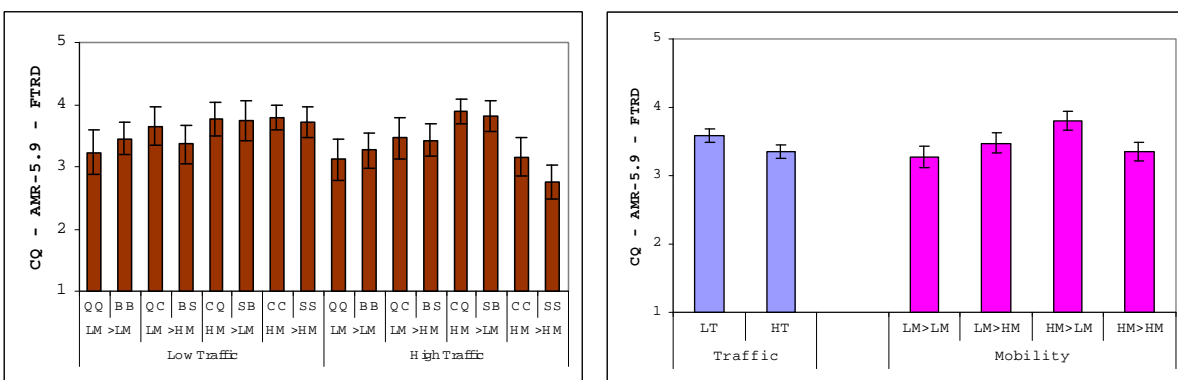 CQ - AMR-5.9 - FTRD
5
4
3
2
1
QQ BB QC BS CQ SB CC SS QQ BB QC BS CQ SB CC SS
LM >LM LM >HM HM >LM HM >HM LM >LM LM >HM HM >LM HM >HM
Low Traffic High Traffic
CQ - AMR-5.9 - FTRD
5
4
3
2
1
LT HT LM>LM LM>HM HM>LM HM>HM
Traffic Mobility